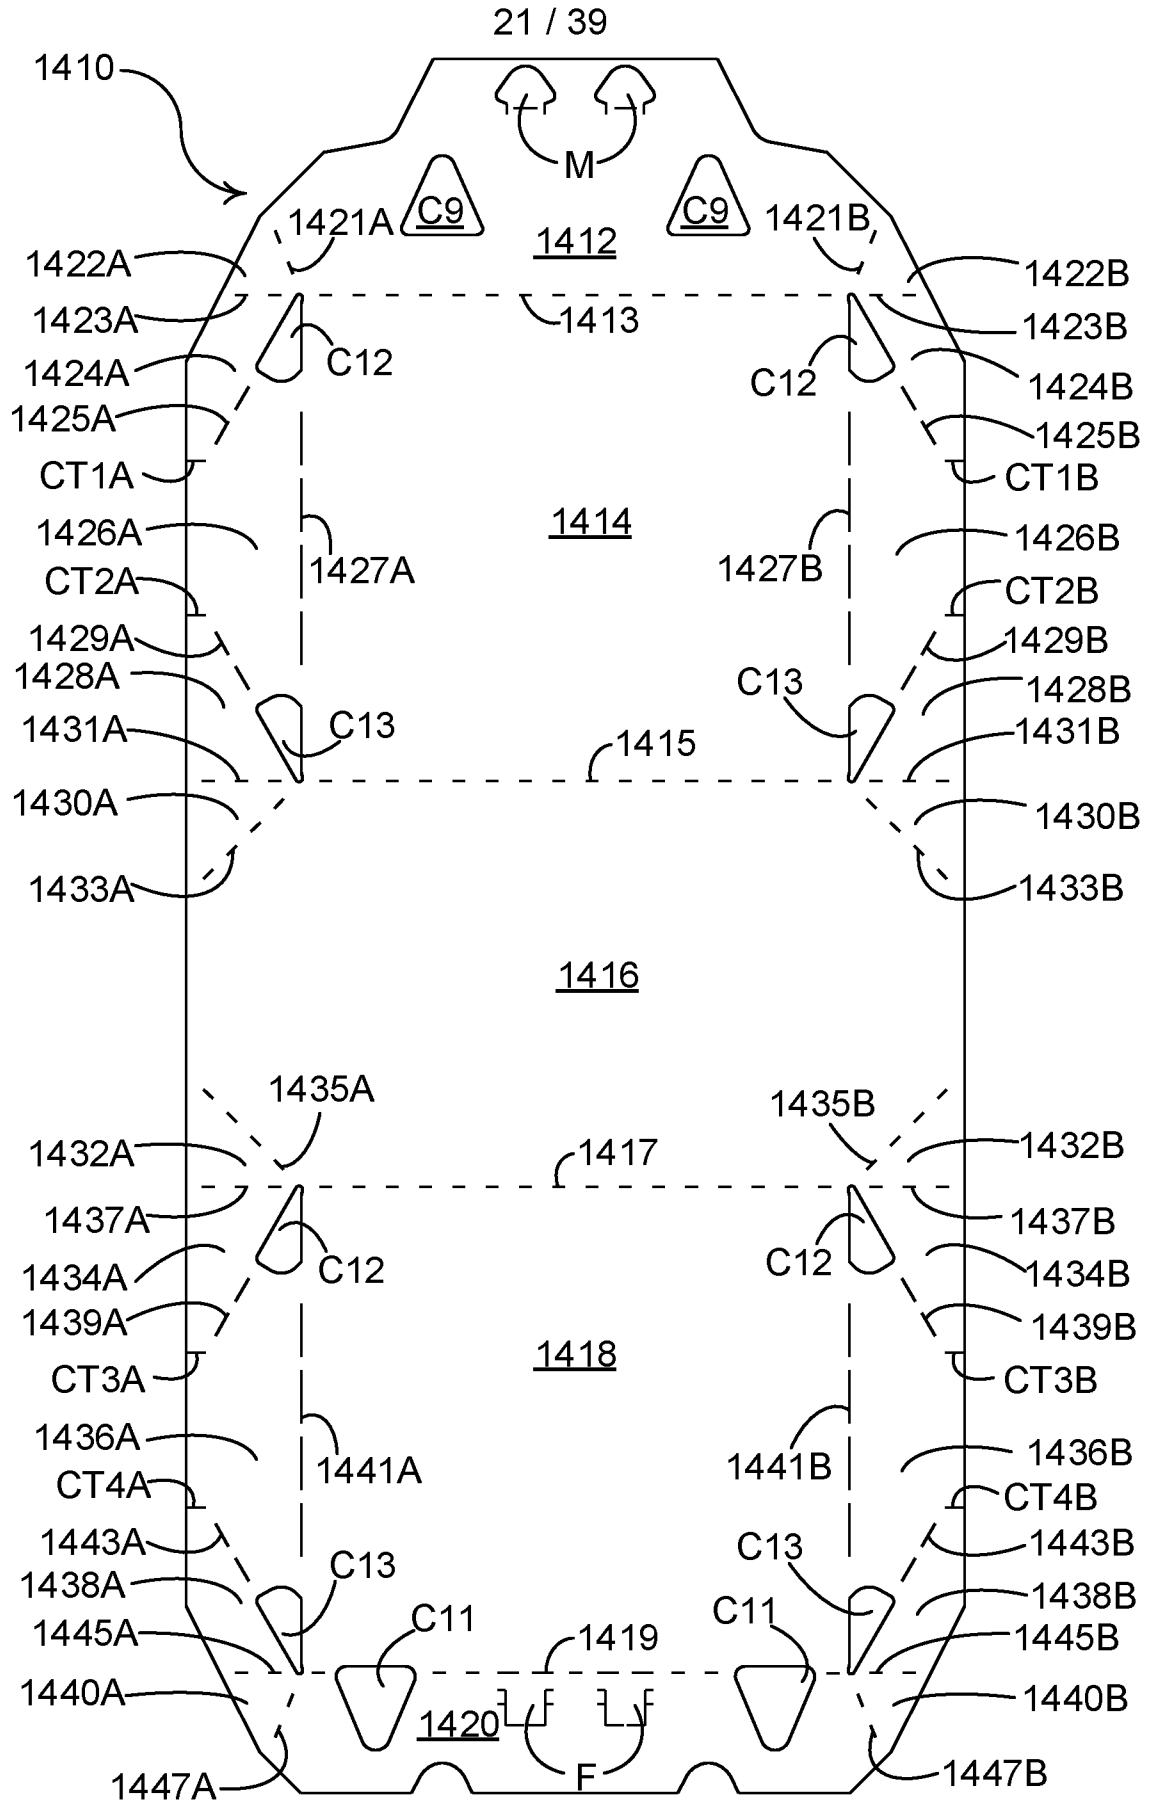 21 / 39
1410
M
C9 C9
1421A 1421B
1412
1422A 1422B
1423A 1413 1423B
1424A C12 C12 1424B
1425A 1425B
CT1A CT1B
1426A 1414 1426B
1427A 1427B
CT2A CT2B
1429A 1429B
1428A C13 1428B
1431A C13 1415 1431B
1430A 1430B
1433A 1433B
1416
1435A 1435B
1432A 1417 1432B
1437A 1437B
1434A C12 C12 1434B
1439A 1439B
1418
CT3A CT3B
1436A 1436B
1441A 1441B
CT4A CT4B
1443A C13 1443B
1438A C13 1438B
1445A C11 1419 C11 1445B
1440A 1440B
1420
1447A F 1447B